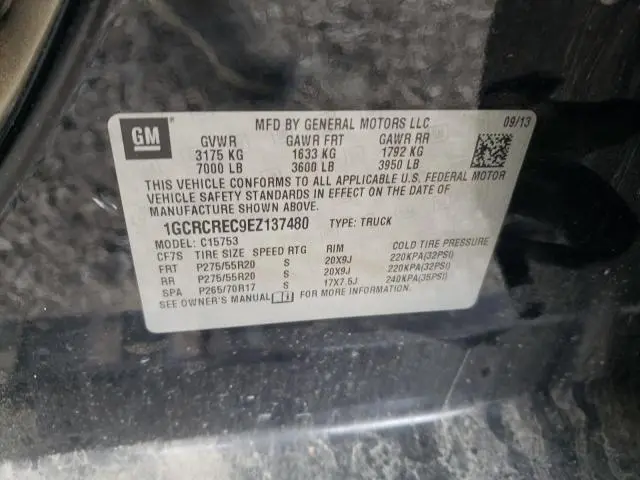 GM
MFD BY GENERAL MOTORS LLC 09/13
GVWR GAWR FRT GAWR RR
3175 KG 1633 KG 1792 KG
7000 LB 3600 LB 3950 LB
THIS VEHICLE CONFORMS TO ALL APPLICABLE U.S. FEDERAL MOTOR
VEHICLE SAFETY STANDARDS IN EFFECT ON THE DATE OF
MANUFACTURE SHOWN ABOVE.
1GCRCREC9EZ137480 TYPE: TRUCK
MODEL: C15753
CF7S TIRE SIZE SPEED RTG RIM COLD TIRE PRESSURE
FRT P275/55R20 S 20X9J 220KPA(32PSI)
RR P275/55R20 S 20X9J 220KPA(32PSI)
SPA P265/70R17 S 17X7.5J 240KPA(35PSI)
SEE OWNER'S MANUAL FOR MORE INFORMATION.